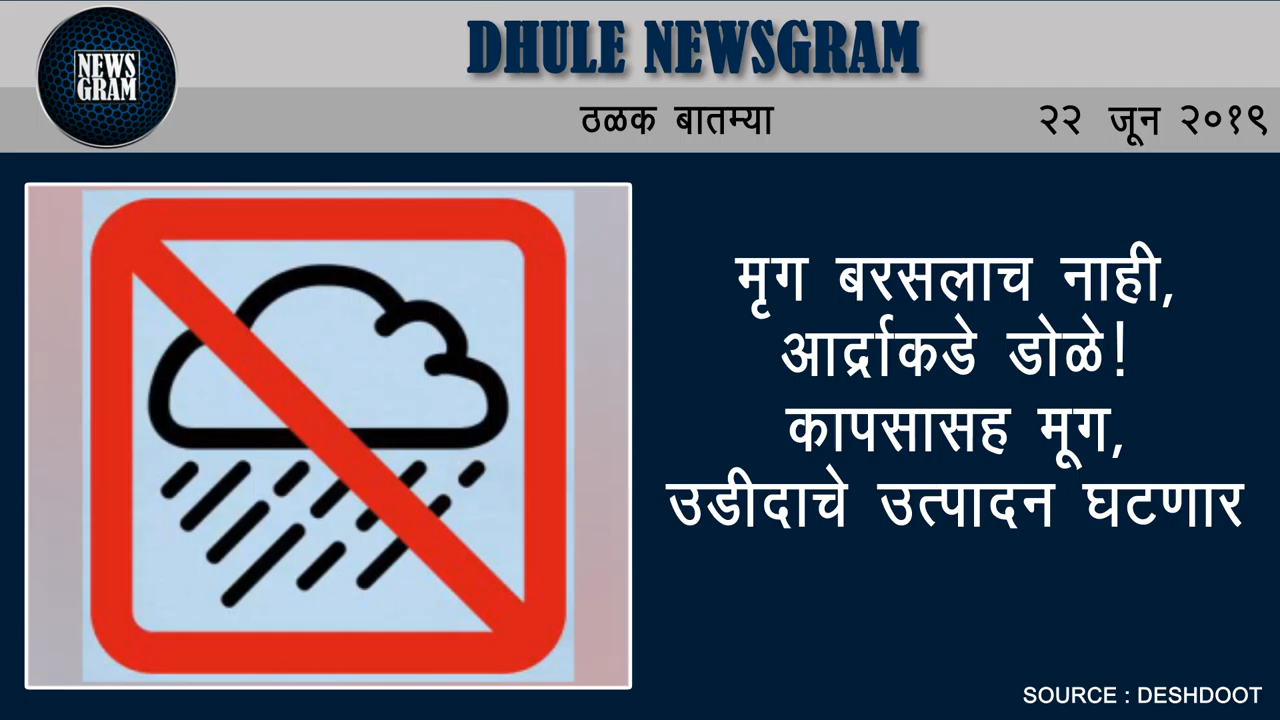 NEWS
GRAM
DHULE NEWSGRAM
ठळक बातम्या
२२ जून २०१९
मृग बरसलाच नाही,
आर्द्राकडे डोळे!
कापसासह मूग,
उडीदाचे उत्पादन घटणार
SOURCE : DESHDOOT